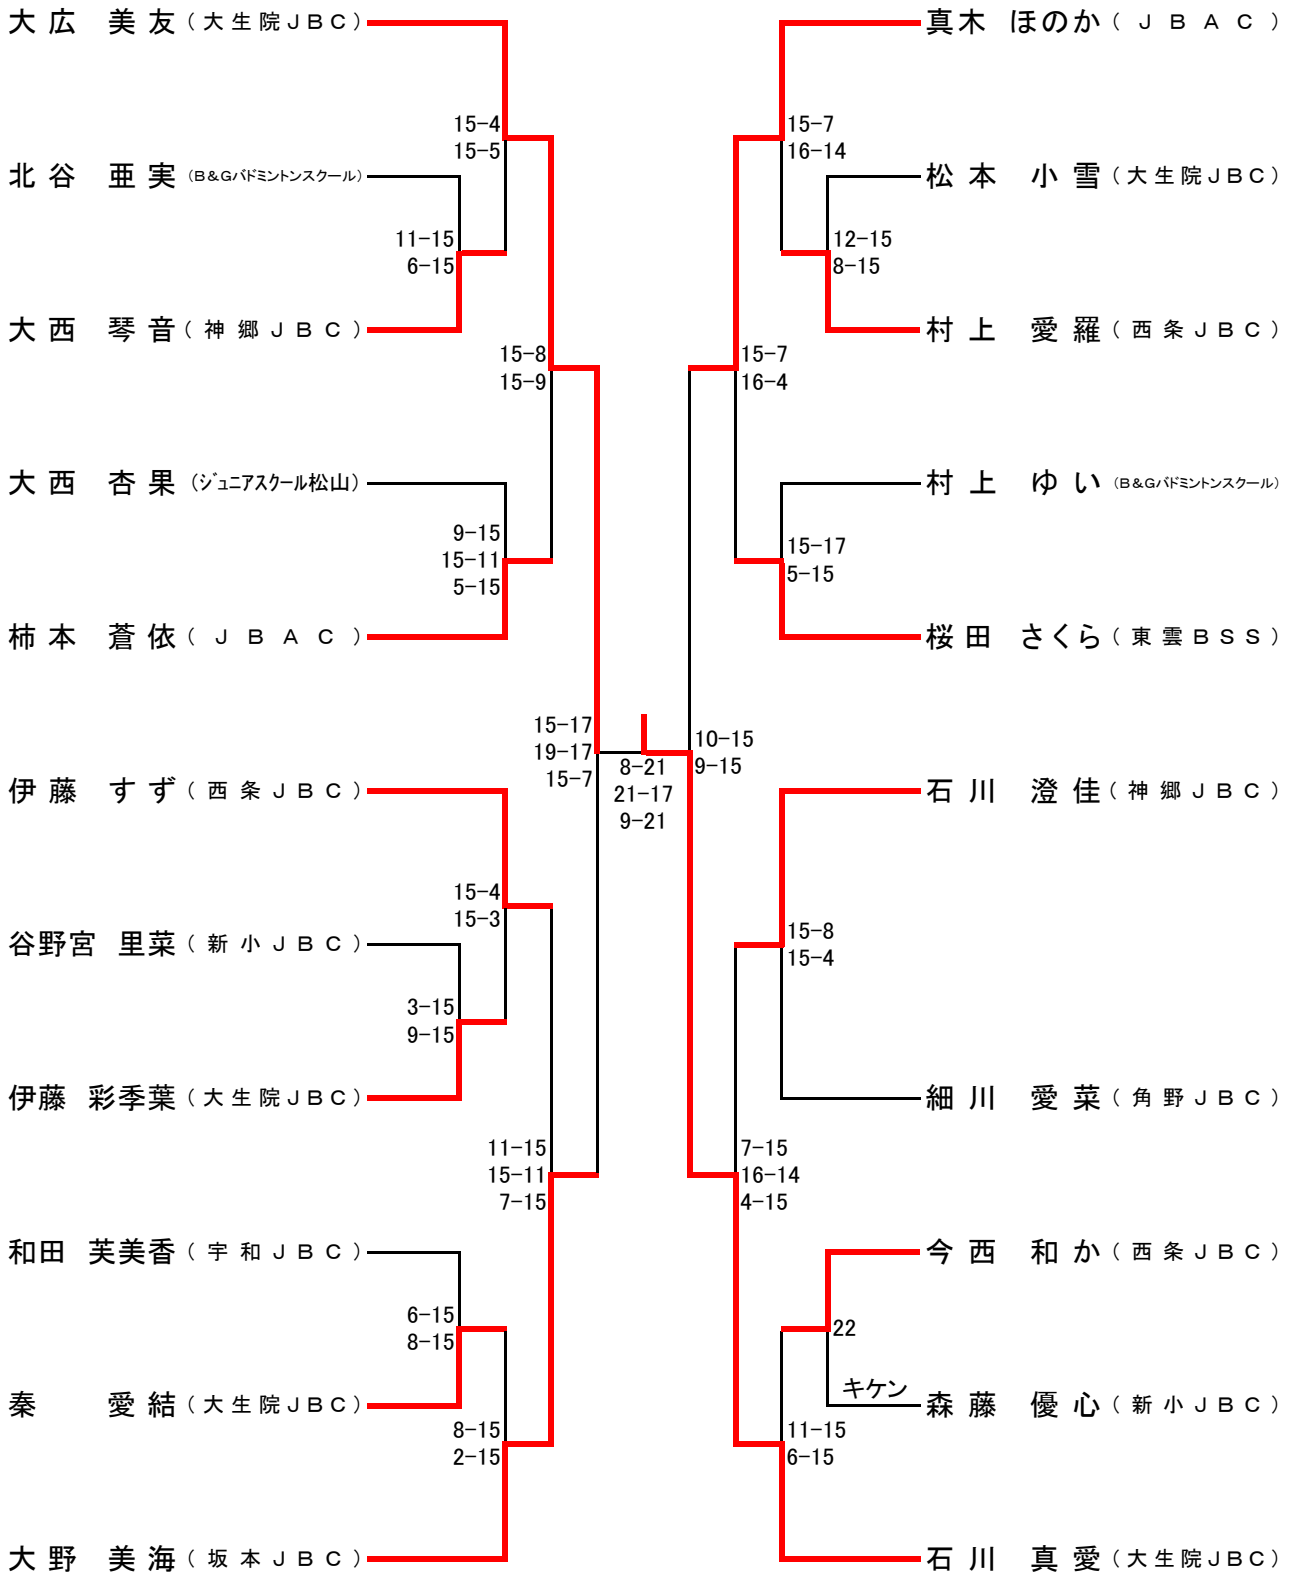 大広 美友 (大生院JBC)
15-4
15-5
北谷 亜実 (B&Gバドミントンスクール)
11-15
6-15
大西 琴音 (神郷JBC)
15-8
15-9
大西 杏果 (ジュニアスクール松山)
9-15
15-11
5-15
柿本 蒼依 (JBAC)
15-17
19-17
15-7
伊藤 すず (西条JBC)
15-4
15-3
谷野宮 里菜 (新小JBC)
3-15
9-15
伊藤 彩季葉 (大生院JBC)
11-15
15-11
7-15
和田 芙美香 (宇和JBC)
6-15
8-15
秦 愛結 (大生院JBC)
8-15
2-15
大野 美海 (坂本JBC)
8-21
21-17
9-21
真木 ほのか (JBAC)
15-7
16-14
松本 小雪 (大生院JBC)
12-15
8-15
村上 愛羅 (西条JBC)
15-7
16-4
村上 ゆい (B&Gバドミントンスクール)
15-17
5-15
桜田 さくら (東雲BSS)
10-15
9-15
石川 澄佳 (神郷JBC)
15-8
15-4
細川 愛菜 (角野JBC)
7-15
16-14
4-15
今西 和か (西条JBC)
22
キケン
森藤 優心 (新小JBC)
11-15
6-15
石川 真愛 (大生院JBC)